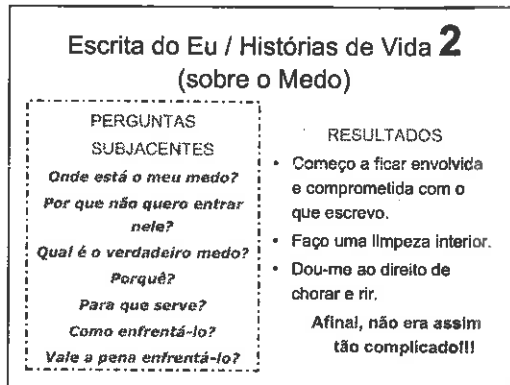 Escrita do Eu / Histórias de Vida 2
(sobre o Medo)
PERGUNTAS
SUBJACENTES
Onde está o meu medo?
Por que não quero entrar
nele?
Qual é o verdadeiro medo?
Porquê?
Para que serve?
Como enfrentá-lo?
Vale a pena enfrentá-lo?
RESULTADOS
• Começo a ficar envolvida
e comprometida com o
que escrevo.
• Faço uma limpeza interior.
• Dou-me ao direito de
chorar e rir.
Afinal, não era assim
tão complicado!!!